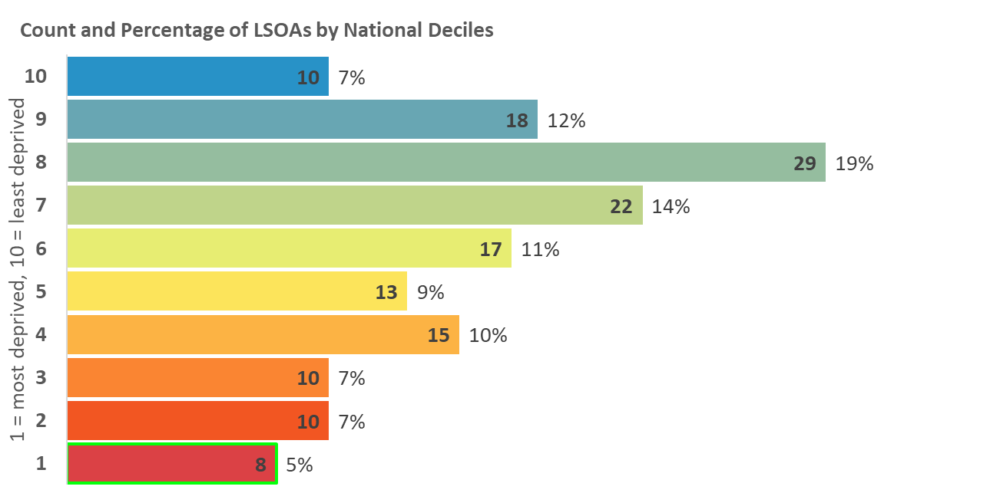 Count and Percentage of LSOAs by National Deciles
1 = most deprived, 10 = least deprived
10 10 7%
9 18 12%
8 29 19%
7 22 14%
6 17 11%
5 13 9%
4 15 10%
3 10 7%
2 10 7%
1 8 5%